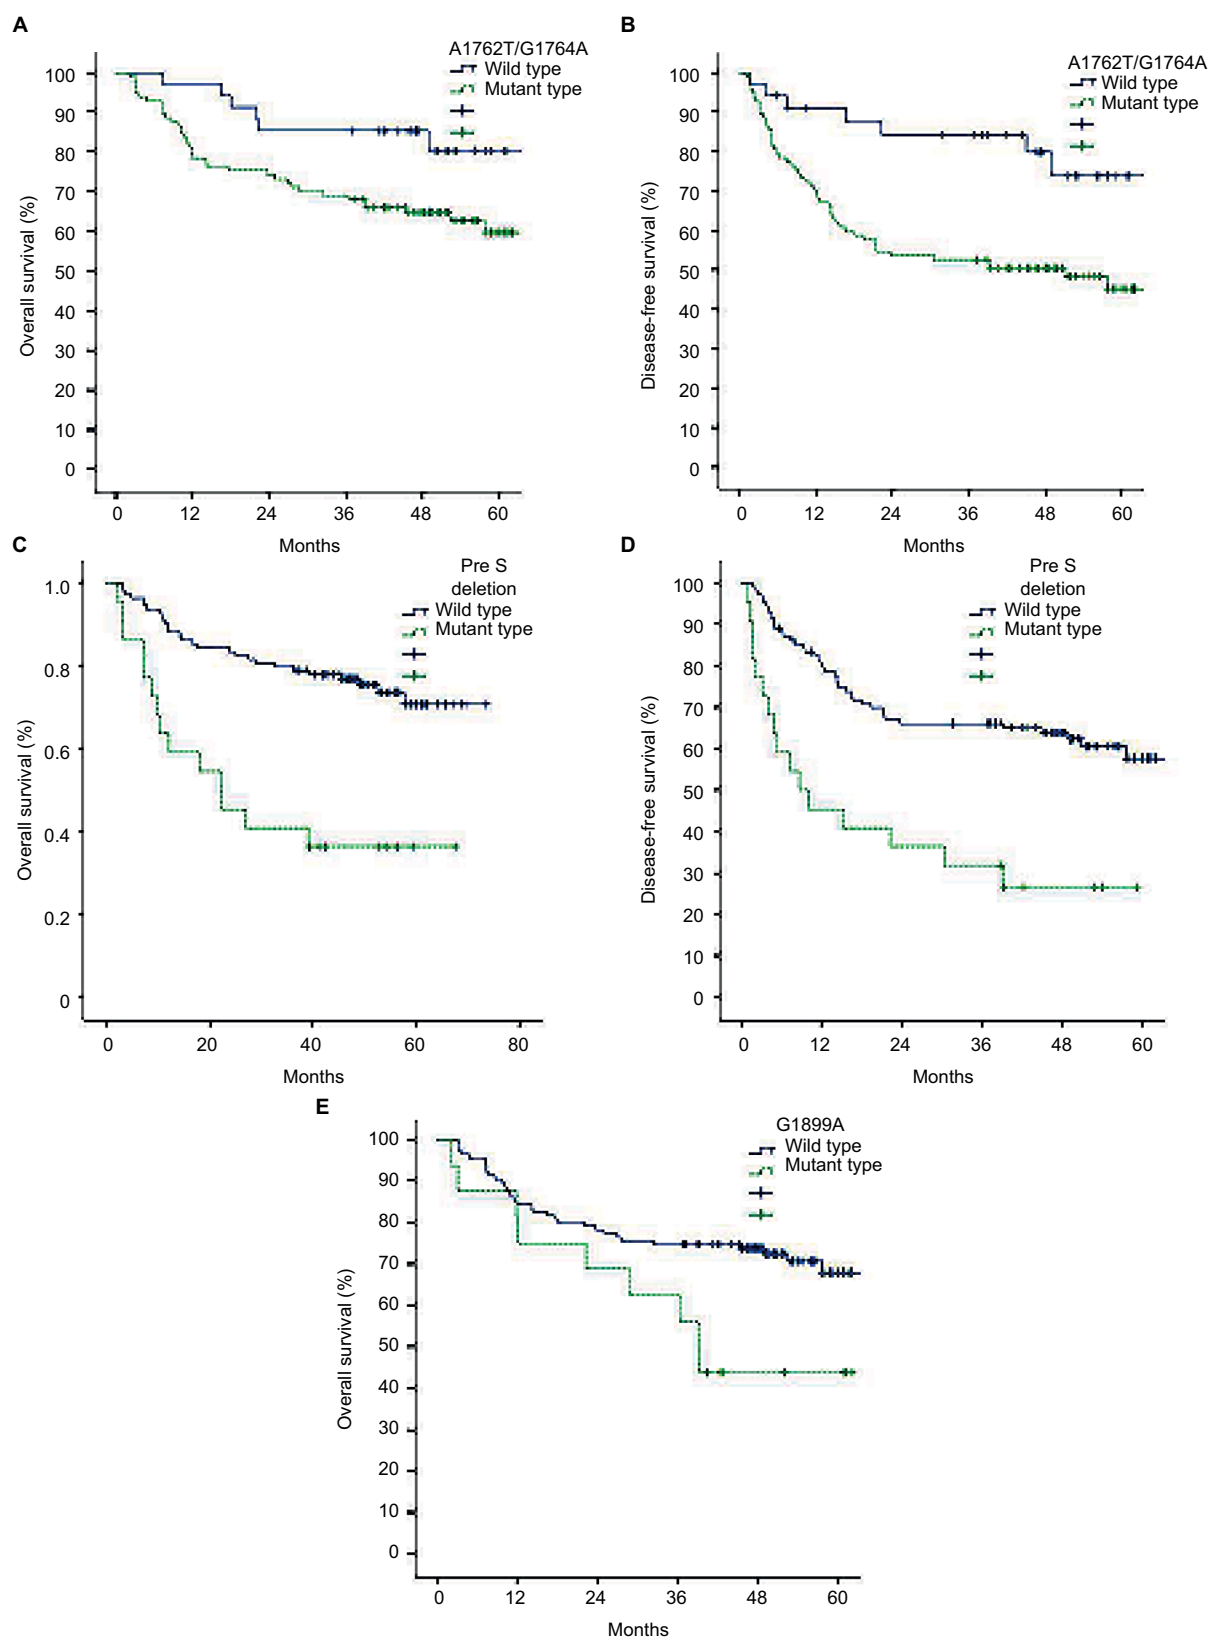 A
A1762T/G1764A
Wild type
Mutant type
Overall survival (%)
100
90
80
70
60
50
40
30
20
10
0
0 12 24 36 48 60
Months
B
A1762T/G1764A
Wild type
Mutant type
Disease-free survival (%)
100
90
80
70
60
50
40
30
20
10
0
0 12 24 36 48 60
Months
C
Pre S
deletion
Wild type
Mutant type
Overall survival (%)
1.0
0.8
0.6
0.4
0.2
0
0 20 40 60 80
Months
D
Pre S
deletion
Wild type
Mutant type
Disease-free survival (%)
100
90
80
70
60
50
40
30
20
10
0
0 12 24 36 48 60
Months
E
G1899A
Wild type
Mutant type
Overall survival (%)
100
90
80
70
60
50
40
30
20
10
0
0 12 24 36 48 60
Months